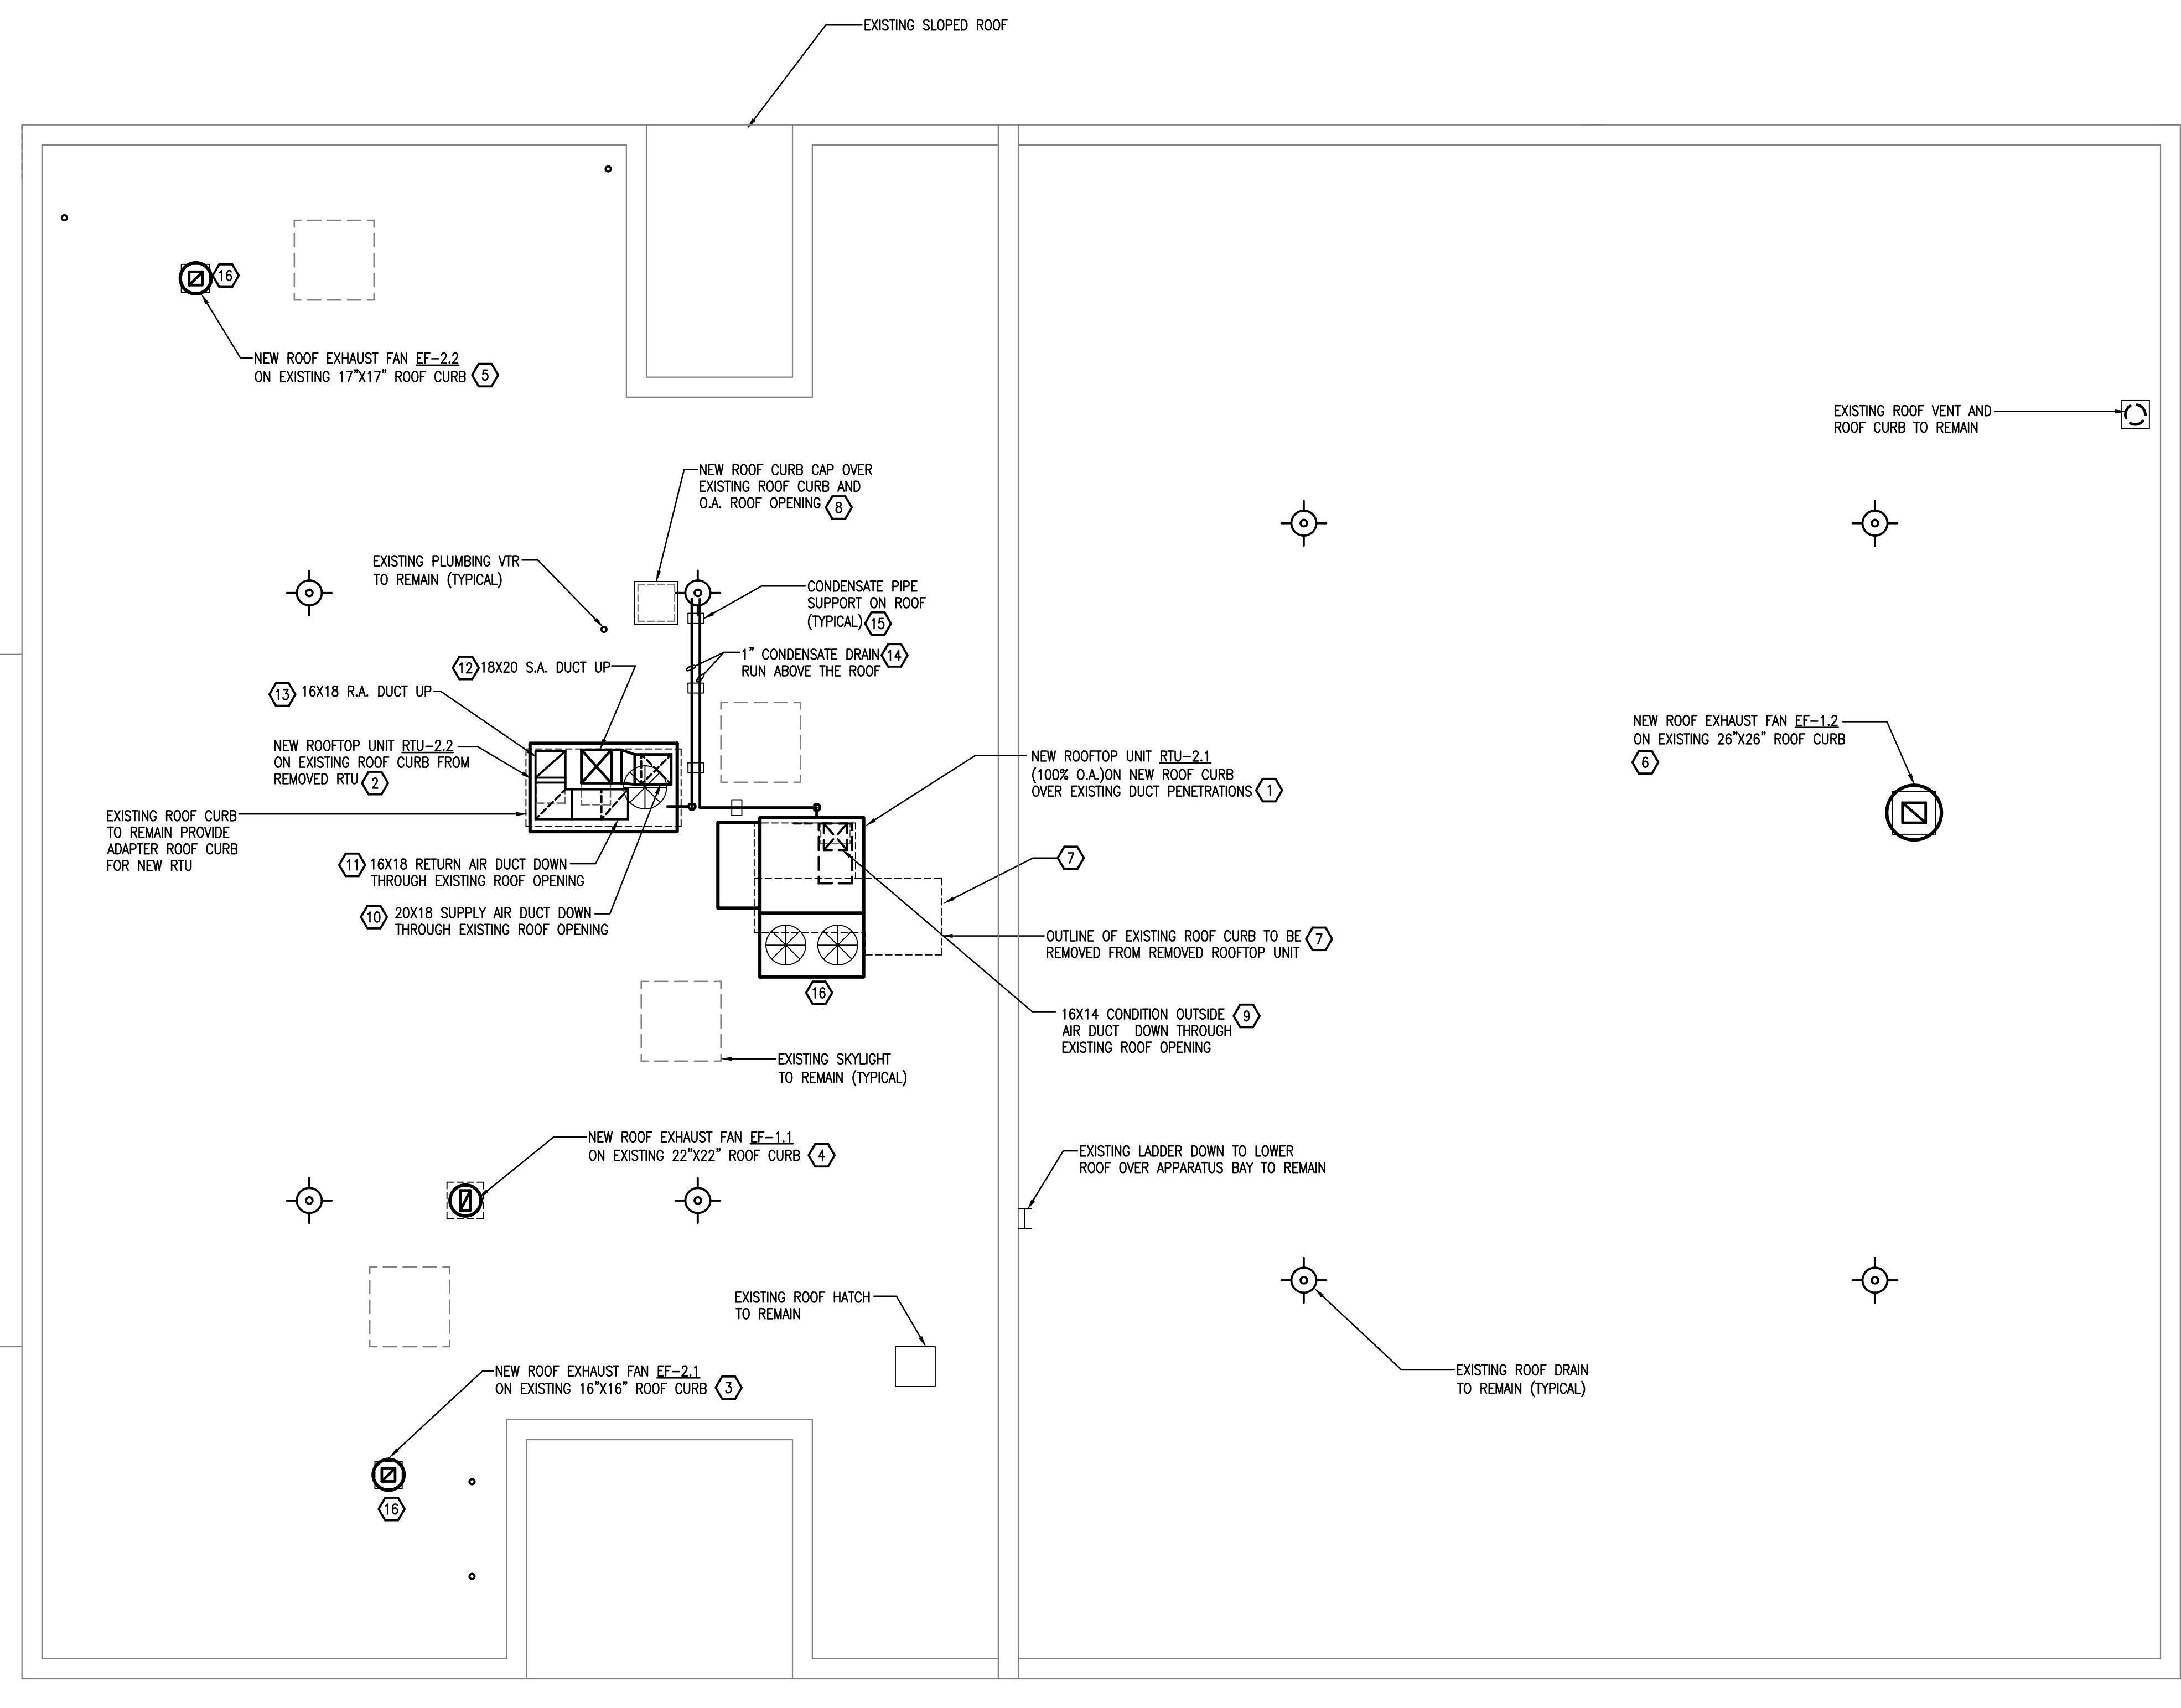 EXISTING SLOPED ROOF
16
NEW ROOF EXHAUST FAN EF-2.2
ON EXISTING 17"X17" ROOF CURB 5
EXISTING ROOF VENT AND
ROOF CURB TO REMAIN
NEW ROOF CURB CAP OVER
EXISTING ROOF CURB AND
O.A. ROOF OPENING 8
EXISTING PLUMBING VTR
TO REMAIN (TYPICAL)
CONDENSATE PIPE
SUPPORT ON ROOF
(TYPICAL) 15
12 18X20 S.A. DUCT UP
1" CONDENSATE DRAIN 14
RUN ABOVE THE ROOF
13 16X18 R.A. DUCT UP
NEW ROOFTOP UNIT RTU-2.2
ON EXISTING ROOF CURB FROM
REMOVED RTU 2
NEW ROOFTOP UNIT RTU-2.1
(100% O.A.)ON NEW ROOF CURB
OVER EXISTING DUCT PENETRATIONS 1
NEW ROOF EXHAUST FAN EF-1.2
ON EXISTING 26"X26" ROOF CURB
6
EXISTING ROOF CURB
TO REMAIN PROVIDE
ADAPTER ROOF CURB
FOR NEW RTU
11 16X18 RETURN AIR DUCT DOWN
THROUGH EXISTING ROOF OPENING
7
10 20X18 SUPPLY AIR DUCT DOWN
THROUGH EXISTING ROOF OPENING
OUTLINE OF EXISTING ROOF CURB TO BE 7
REMOVED FROM REMOVED ROOFTOP UNIT
16
16X14 CONDITION OUTSIDE 9
AIR DUCT DOWN THROUGH
EXISTING ROOF OPENING
EXISTING SKYLIGHT
TO REMAIN (TYPICAL)
NEW ROOF EXHAUST FAN EF-1.1
ON EXISTING 22"X22" ROOF CURB 4
EXISTING LADDER DOWN TO LOWER
ROOF OVER APPARATUS BAY TO REMAIN
EXISTING ROOF HATCH
TO REMAIN
NEW ROOF EXHAUST FAN EF-2.1
ON EXISTING 16"X16" ROOF CURB 3
EXISTING ROOF DRAIN
TO REMAIN (TYPICAL)
16